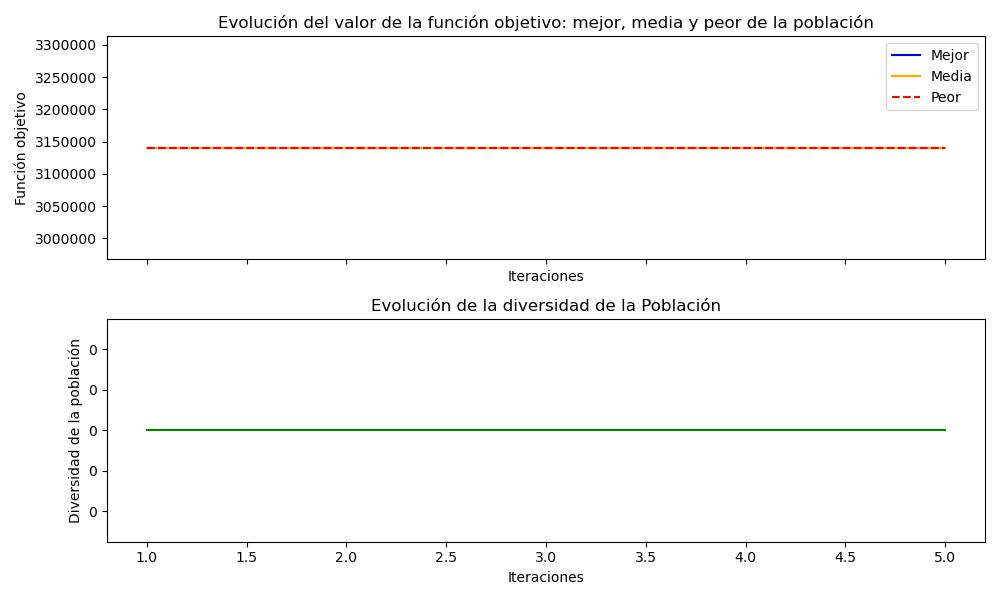 Evolución del valor de la función objetivo: mejor, media y peor de la población
3300000
3250000
3200000
3150000
3100000
3050000
3000000
Función objetivo
Mejor
Media
Peor
Iteraciones
Evolución de la diversidad de la Población
0
0
0
0
0
Diversidad de la población
1.0 1.5 2.0 2.5 3.0 3.5 4.0 4.5 5.0
Iteraciones